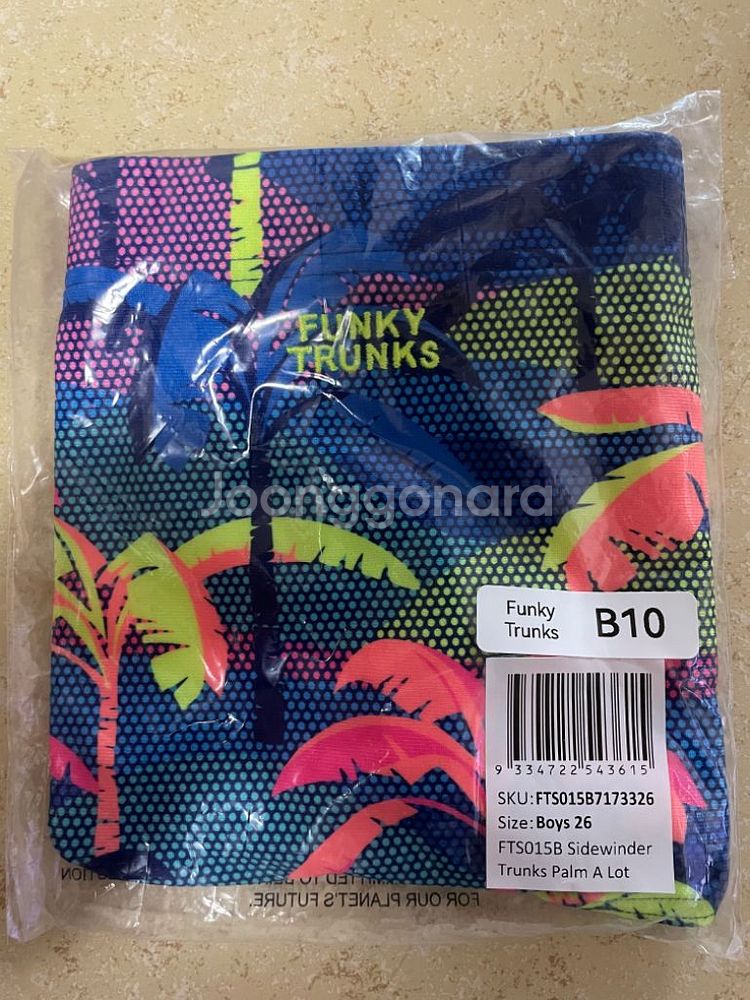 FUNKY
TRUNKS
Joonggonara
Funky
Trunks
B10
9 334722 543615
SKU: FTS015B7173326
Size: Boys 26
FTS015B Sidewinder
Trunks Palm A Lot
FOR OUR PLANET'S FUTURE.